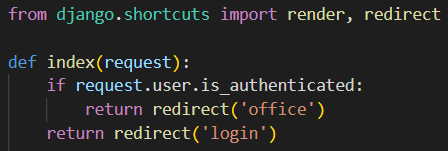 from django.shortcuts import render, redirect
def index(request):
    if request.user.is_authenticated:
        return redirect('office')
    return redirect('login')